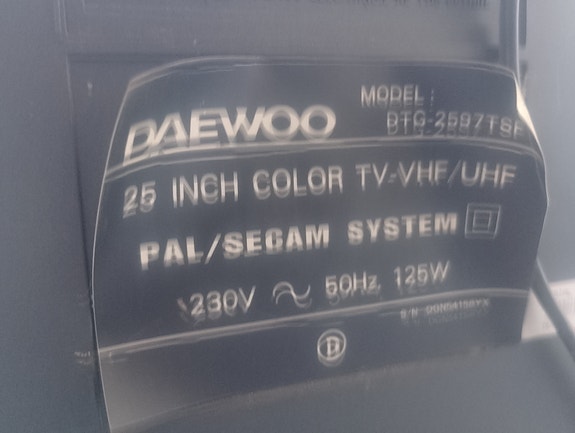 DAEWOO
MODEL:
DTG-2597TSF
25 INCH COLOR TV-VHF/UHF
PAL/SECAM SYSTEM
230V ~ 50Hz 125W
S/N